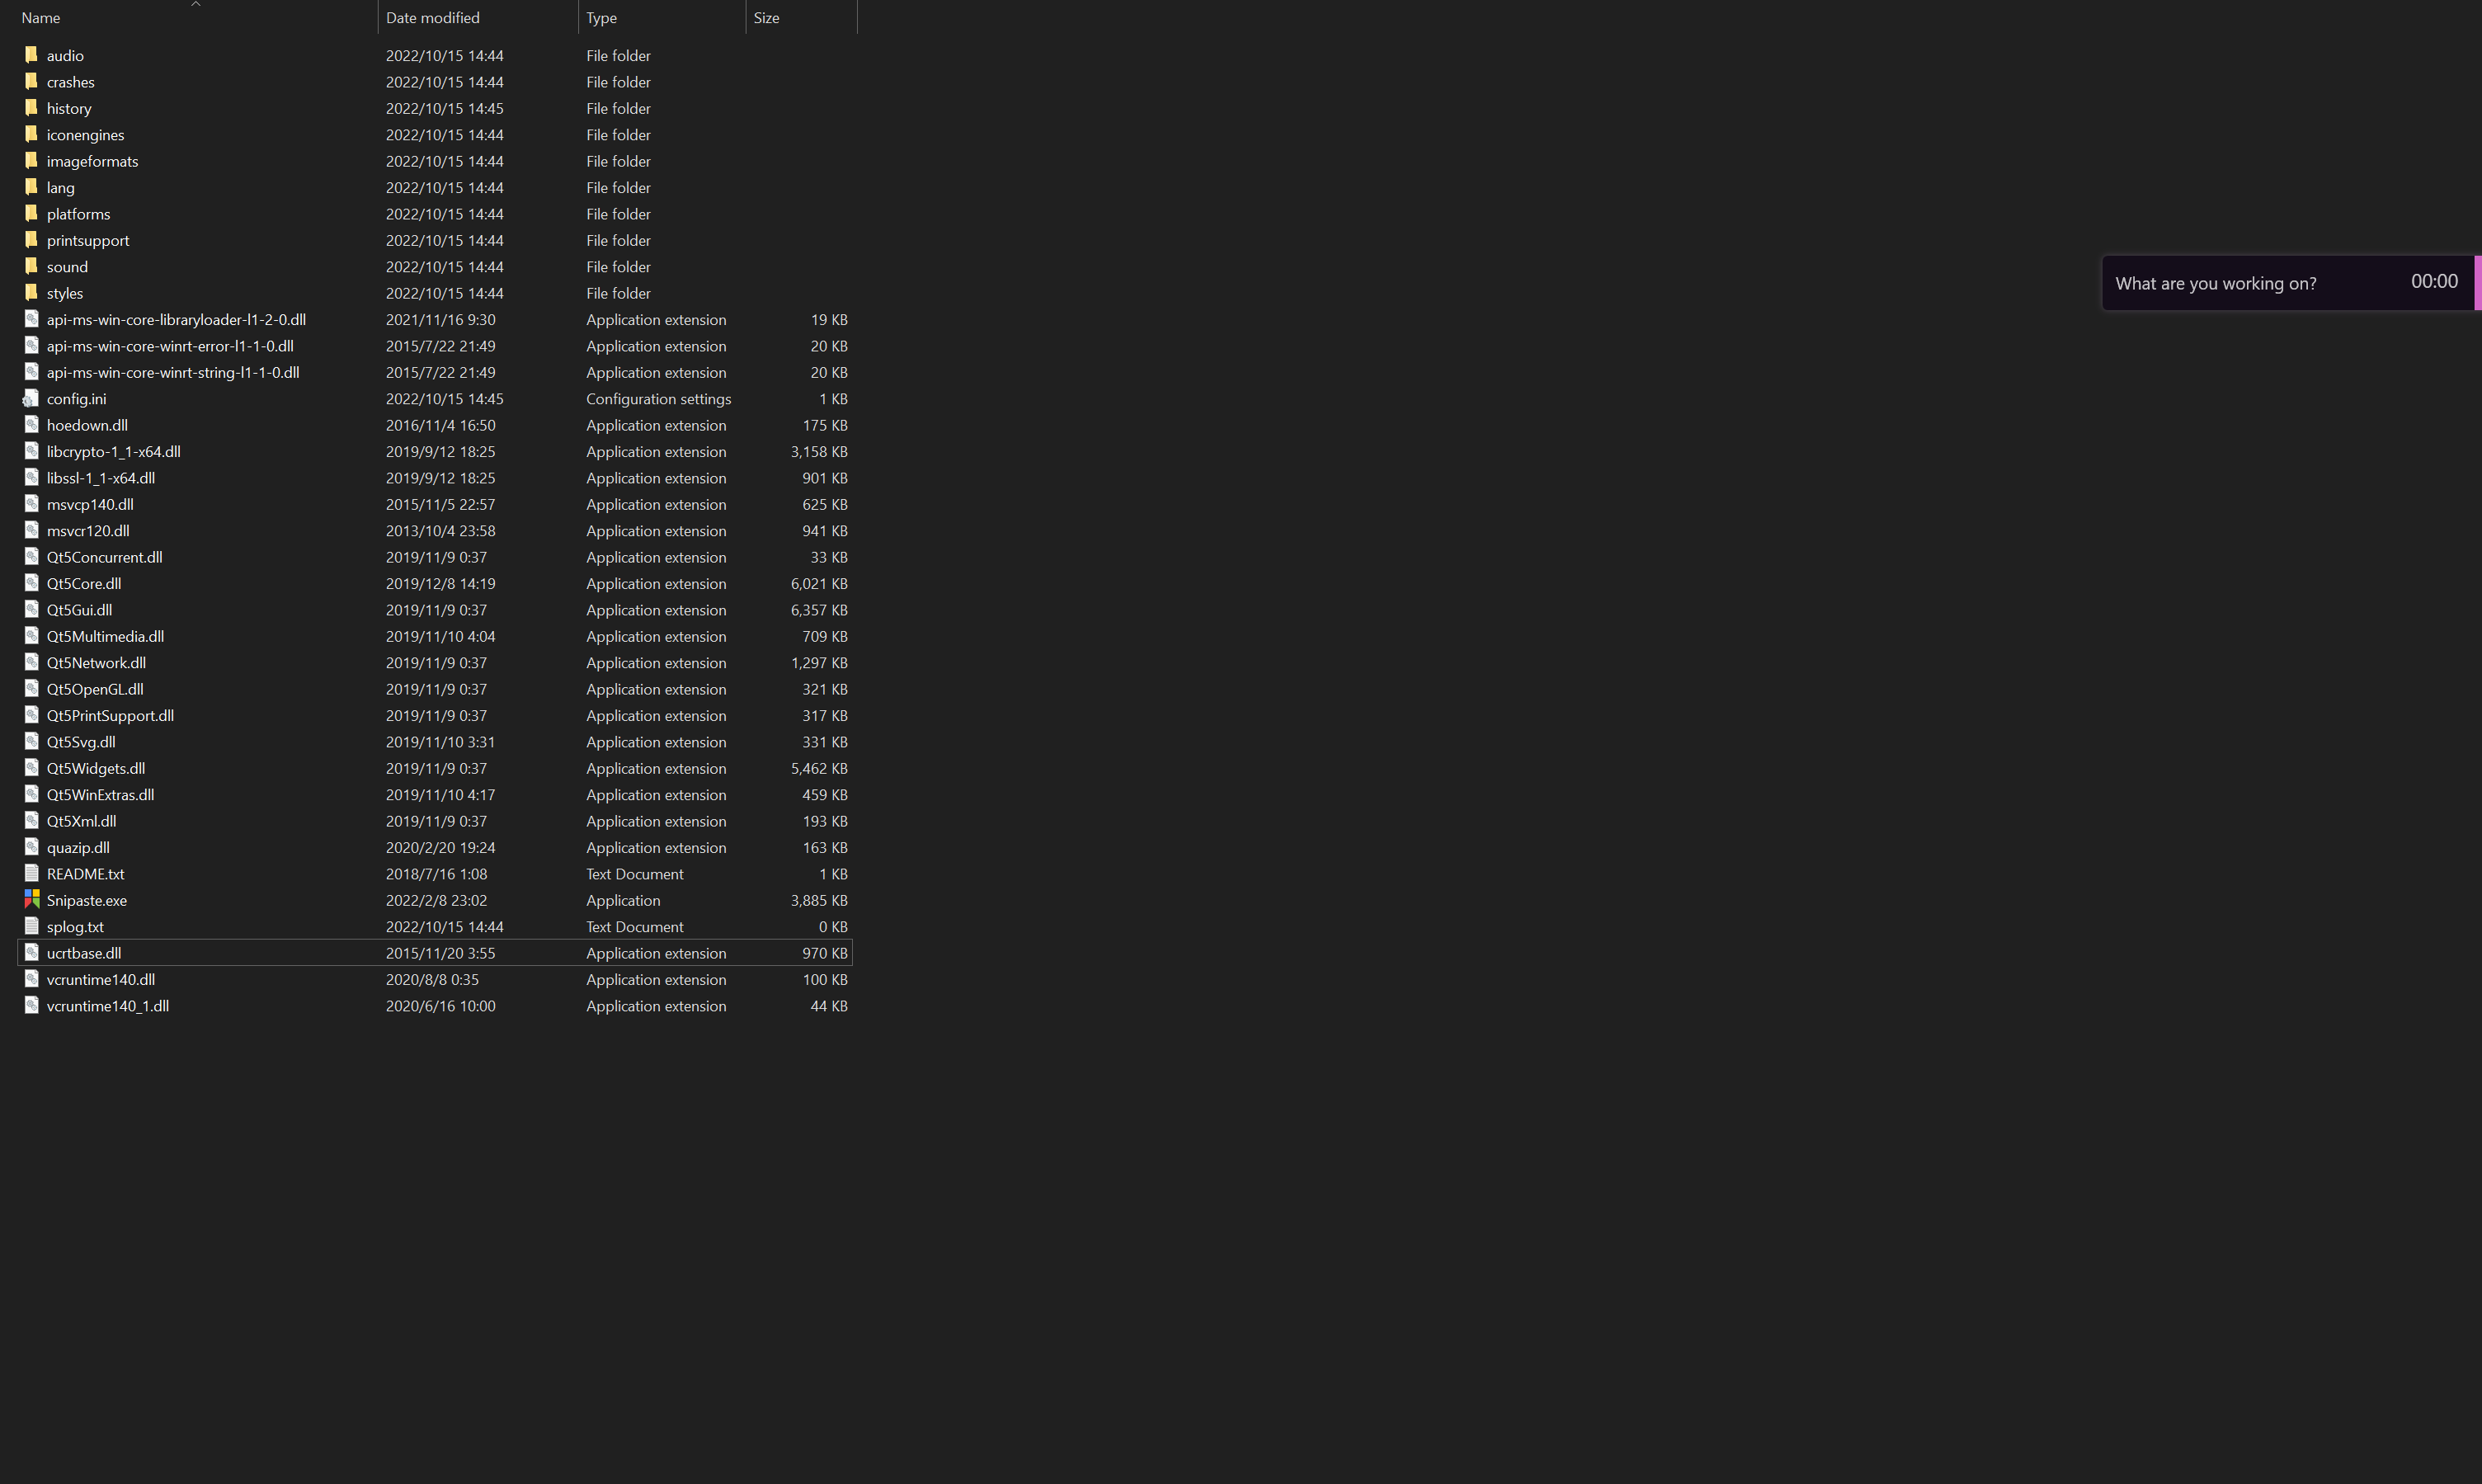 Name Date modified Type Size
audio 2022/10/15 14:44 File folder
crashes 2022/10/15 14:44 File folder
history 2022/10/15 14:45 File folder
iconengines 2022/10/15 14:44 File folder
imageformats 2022/10/15 14:44 File folder
lang 2022/10/15 14:44 File folder
platforms 2022/10/15 14:44 File folder
printsupport 2022/10/15 14:44 File folder
sound 2022/10/15 14:44 File folder
styles 2022/10/15 14:44 File folder
api-ms-win-core-libraryloader-l1-2-0.dll 2021/11/16 9:30 Application extension 19 KB
api-ms-win-core-winrt-error-l1-1-0.dll 2015/7/22 21:49 Application extension 20 KB
api-ms-win-core-winrt-string-l1-1-0.dll 2015/7/22 21:49 Application extension 20 KB
config.ini 2022/10/15 14:45 Configuration settings 1 KB
hoedown.dll 2016/11/4 16:50 Application extension 175 KB
libcrypto-1_1-x64.dll 2019/9/12 18:25 Application extension 3,158 KB
libssl-1_1-x64.dll 2019/9/12 18:25 Application extension 901 KB
msvcp140.dll 2015/11/5 22:57 Application extension 625 KB
msvcr120.dll 2013/10/4 23:58 Application extension 941 KB
Qt5Concurrent.dll 2019/11/9 0:37 Application extension 33 KB
Qt5Core.dll 2019/12/8 14:19 Application extension 6,021 KB
Qt5Gui.dll 2019/11/9 0:37 Application extension 6,357 KB
Qt5Multimedia.dll 2019/11/10 4:04 Application extension 709 KB
Qt5Network.dll 2019/11/9 0:37 Application extension 1,297 KB
Qt5OpenGL.dll 2019/11/9 0:37 Application extension 321 KB
Qt5PrintSupport.dll 2019/11/9 0:37 Application extension 317 KB
Qt5Svg.dll 2019/11/10 3:31 Application extension 331 KB
Qt5Widgets.dll 2019/11/9 0:37 Application extension 5,462 KB
Qt5WinExtras.dll 2019/11/10 4:17 Application extension 459 KB
Qt5Xml.dll 2019/11/9 0:37 Application extension 193 KB
quazip.dll 2020/2/20 19:24 Application extension 163 KB
README.txt 2018/7/16 1:08 Text Document 1 KB
Snipaste.exe 2022/2/8 23:02 Application 3,885 KB
splog.txt 2022/10/15 14:44 Text Document 0 KB
ucrtbase.dll 2015/11/20 3:55 Application extension 970 KB
vcruntime140.dll 2020/8/8 0:35 Application extension 100 KB
vcruntime140_1.dll 2020/6/16 10:00 Application extension 44 KB
What are you working on? 00:00